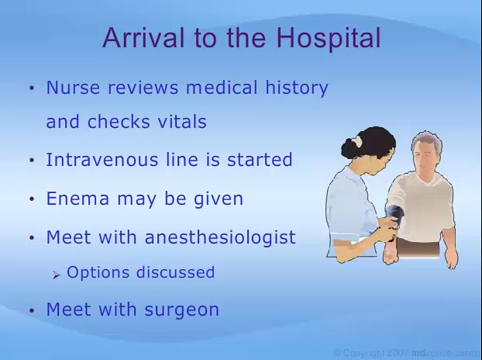 Arrival to the Hospital
• Nurse reviews medical history
and checks vitals
• Intravenous line is started
• Enema may be given
• Meet with anesthesiologist
➢ Options discussed
• Meet with surgeon
© Copyright 2007